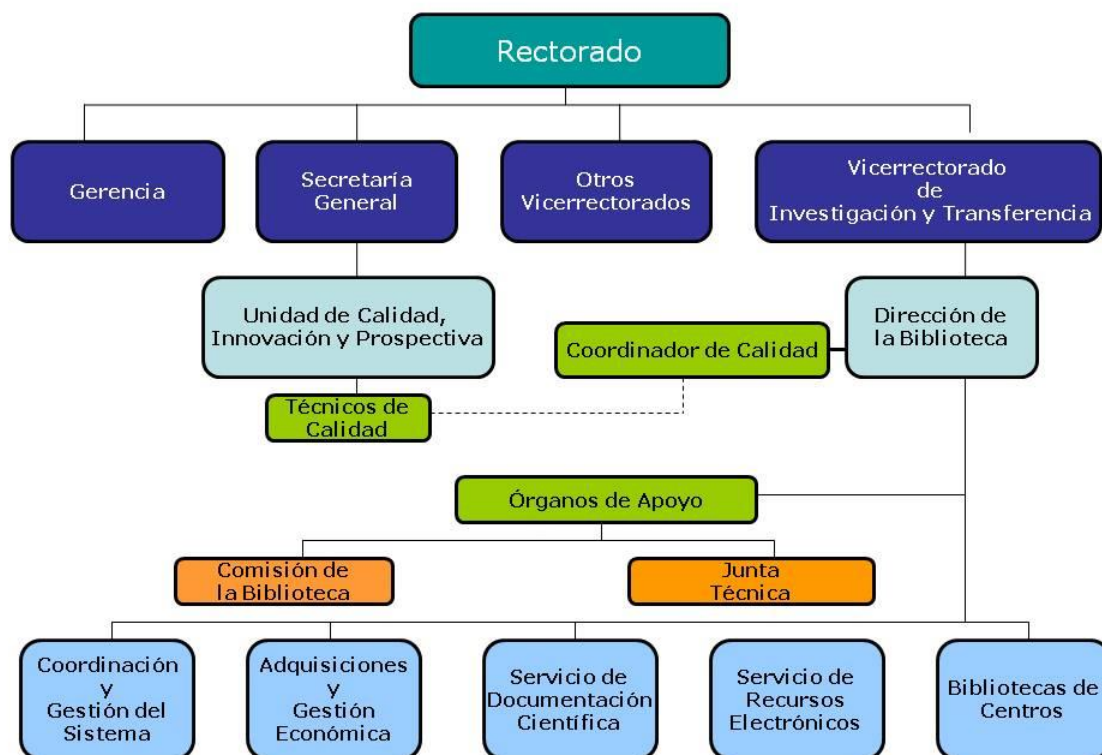 Rectorado
Gerencia
Secretaría
General
Otros
Vicerrectorados
Vicerrectorado
de
Investigación y Transferencia
Unidad de Calidad,
Innovación y Prospectiva
Coordinador de Calidad
Dirección de
la Biblioteca
Técnicos de
Calidad
Órganos de Apoyo
Comisión de
la Biblioteca
Junta
Técnica
Coordinación
y
Gestión del
Sistema
Adquisiciones
y
Gestión
Económica
Servicio de
Documentación
Científica
Servicio de
Recursos
Electrónicos
Bibliotecas de
Centros